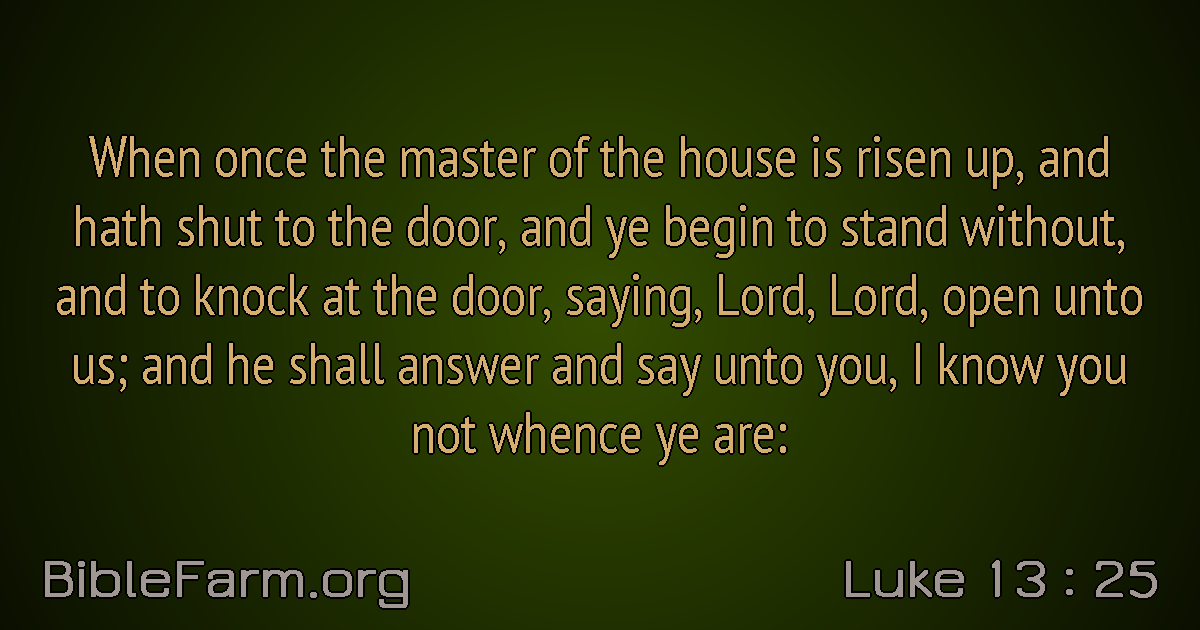 When once the master of the house is risen up, and
hath shut to the door, and ye begin to stand without,
and to knock at the door, saying, Lord, Lord, open unto
us; and he shall answer and say unto you, I know you
not whence ye are:
BibleFarm.org
Luke 13 : 25